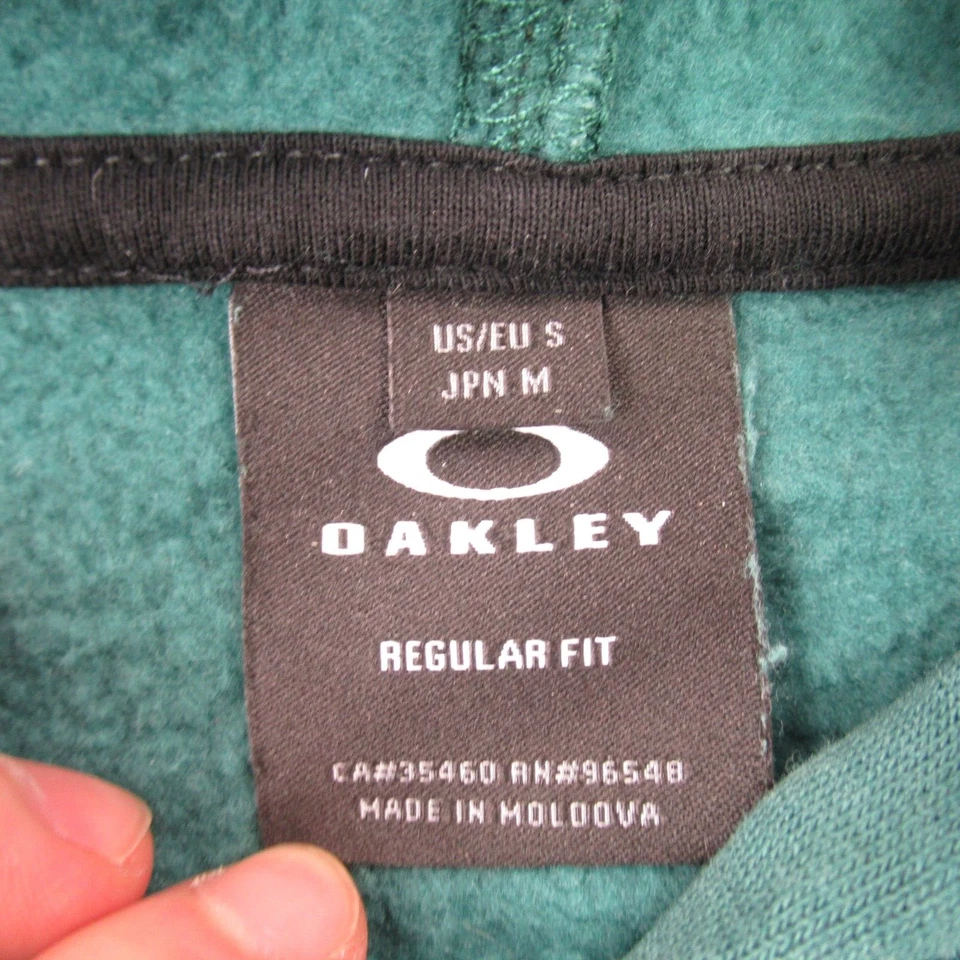 US/EU S
JPN M
OAKLEY
REGULAR FIT
CA#35460 RN#96548
MADE IN MOLDOVA